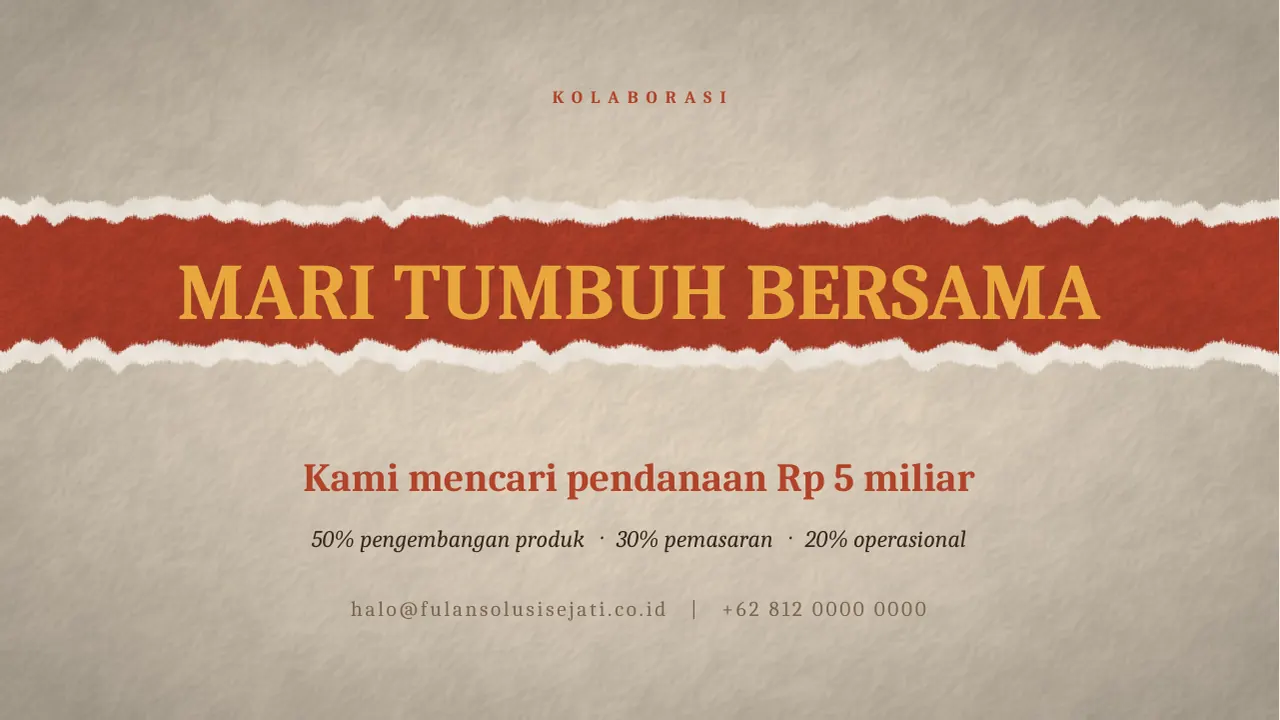 KOLABORASI
MARI TUMBUH BERSAMA
Kami mencari pendanaan Rp 5 miliar
50% pengembangan produk · 30% pemasaran · 20% operasional
halo@fulansolusisejati.co.id | +62 812 0000 0000